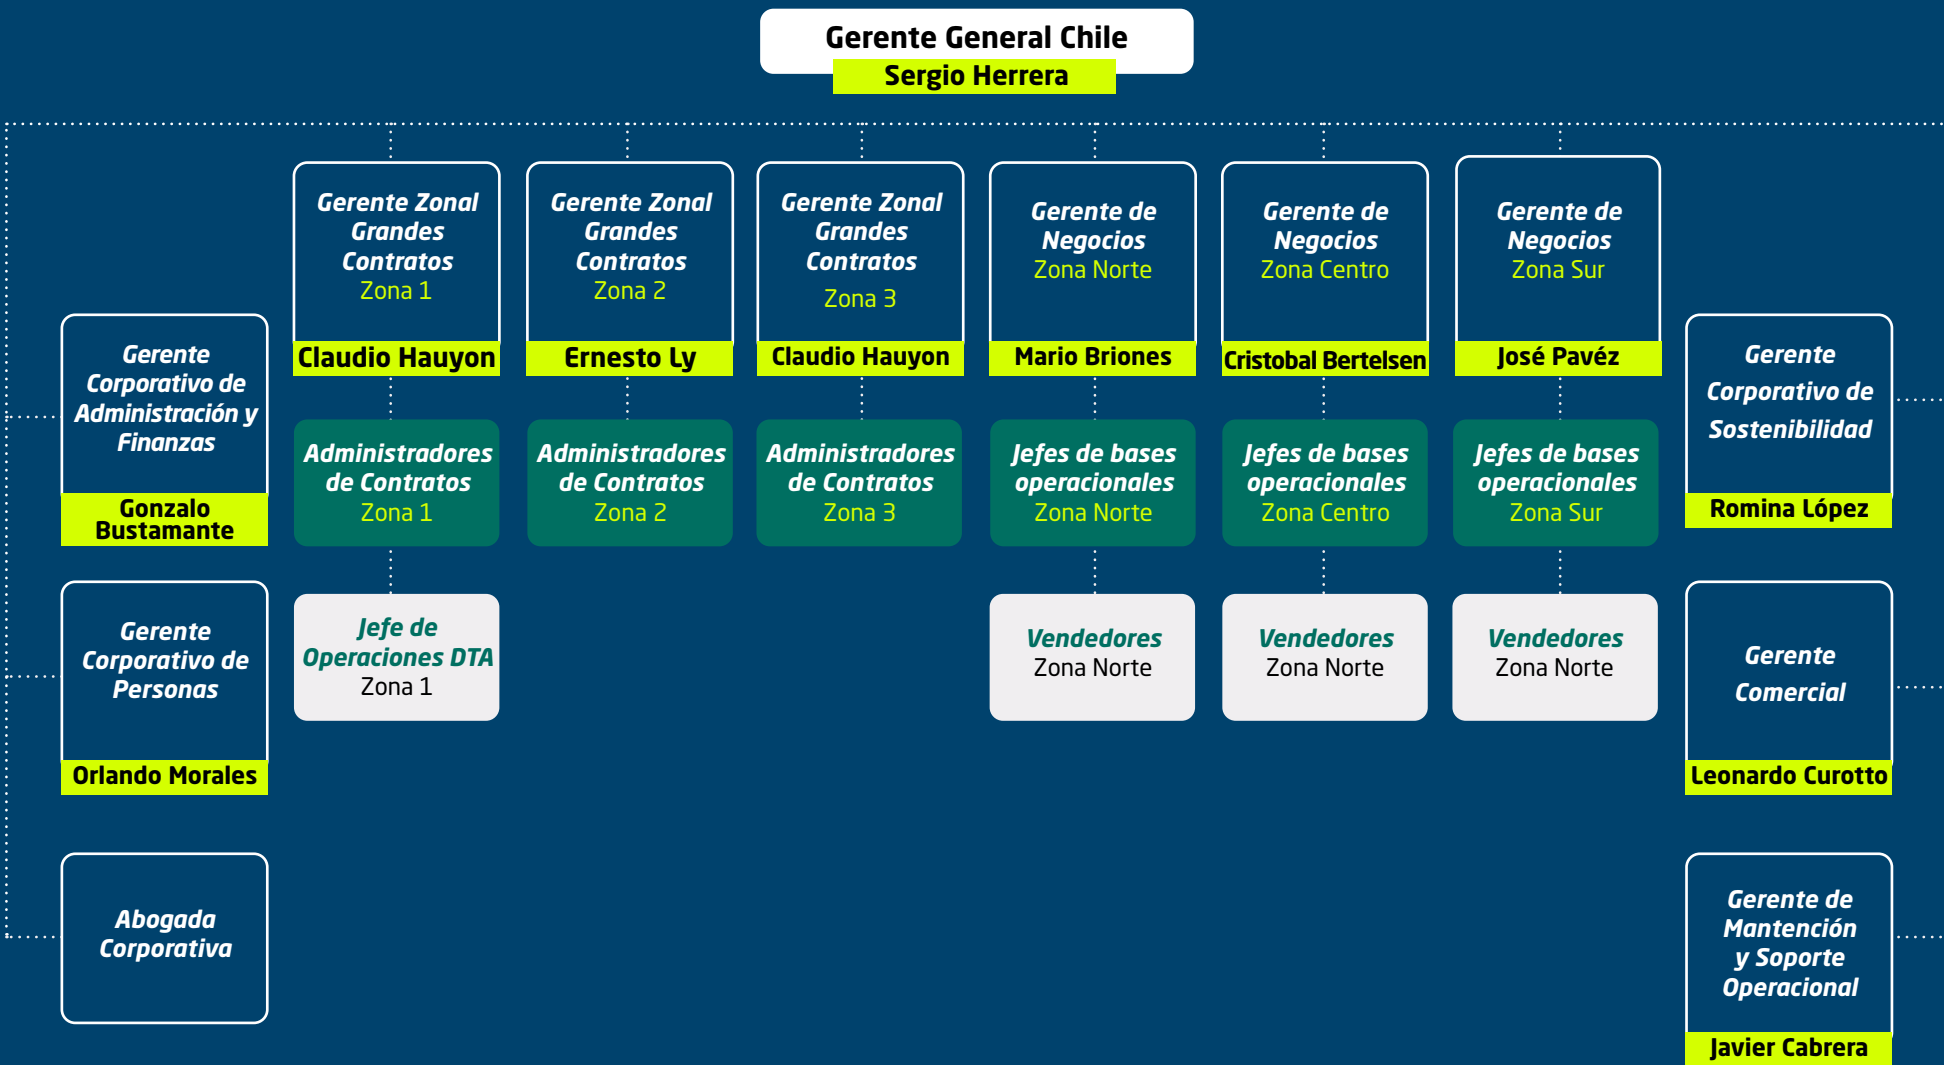 Gerente General Chile
Sergio Herrera
Gerente Zonal
Grandes
Contratos
Zona 1
Claudio Hauyon
Gerente Zonal
Grandes
Contratos
Zona 2
Ernesto Ly
Gerente Zonal
Grandes
Contratos
Zona 3
Claudio Hauyon
Gerente de
Negocios
Zona Norte
Mario Briones
Gerente de
Negocios
Zona Centro
Cristobal Bertelsen
Gerente de
Negocios
Zona Sur
José Pavéz
Gerente
Corporativo de
Administración y
Finanzas
Gonzalo
Bustamante
Administradores
de Contratos
Zona 1
Administradores
de Contratos
Zona 2
Administradores
de Contratos
Zona 3
Jefes de bases
operacionales
Zona Norte
Jefes de bases
operacionales
Zona Centro
Jefes de bases
operacionales
Zona Sur
Gerente
Corporativo de
Sostenibilidad
Romina López
Gerente
Corporativo de
Personas
Orlando Morales
Jefe de
Operaciones DTA
Zona 1
Vendedores
Zona Norte
Vendedores
Zona Norte
Vendedores
Zona Norte
Gerente
Comercial
Leonardo Curotto
Abogada
Corporativa
Gerente de
Mantención
y Soporte
Operacional
Javier Cabrera